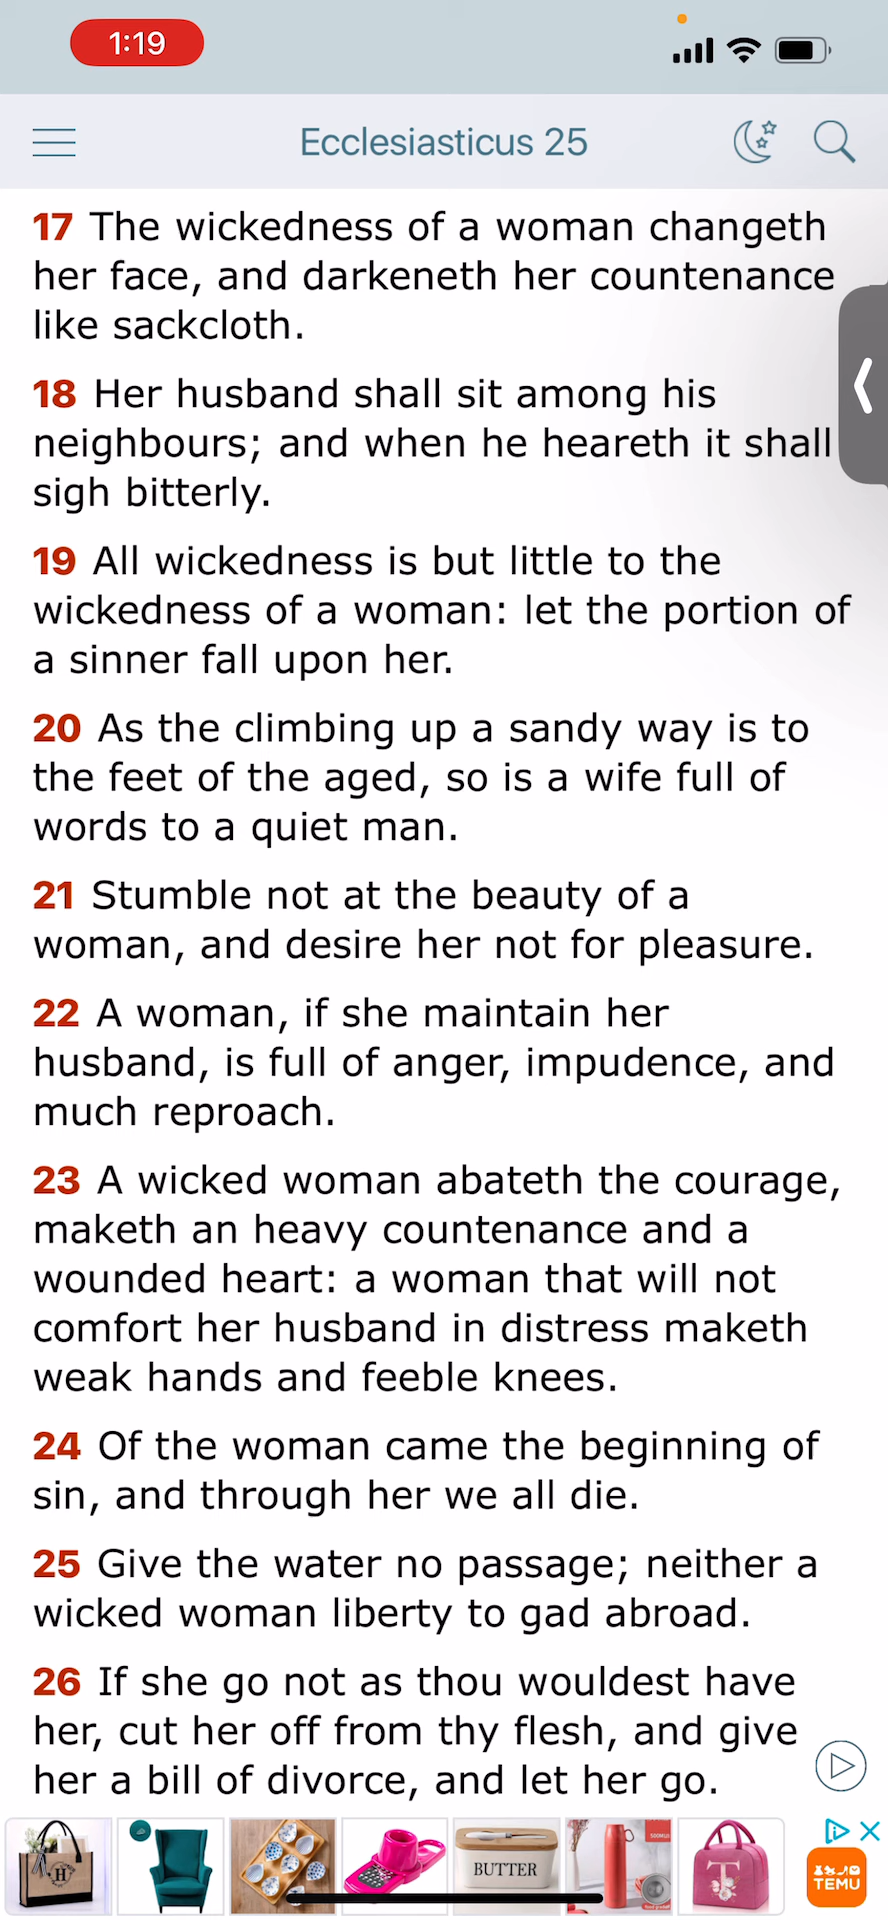 1:19
Ecclesiasticus 25
17 The wickedness of a woman changeth
her face, and darkeneth her countenance
like sackcloth.
18 Her husband shall sit among his
neighbours; and when he heareth it shall
sigh bitterly.
19 All wickedness is but little to the
wickedness of a woman: let the portion of
a sinner fall upon her.
20 As the climbing up a sandy way is to
the feet of the aged, so is a wife full of
words to a quiet man.
21 Stumble not at the beauty of a
woman, and desire her not for pleasure.
22 A woman, if she maintain her
husband, is full of anger, impudence, and
much reproach.
23 A wicked woman abateth the courage,
maketh an heavy countenance and a
wounded heart: a woman that will not
comfort her husband in distress maketh
weak hands and feeble knees.
24 Of the woman came the beginning of
sin, and through her we all die.
25 Give the water no passage; neither a
wicked woman liberty to gad abroad.
26 If she go not as thou wouldest have
her, cut her off from thy flesh, and give
her a bill of divorce, and let her go.
H
BUTTER
T
TEMU